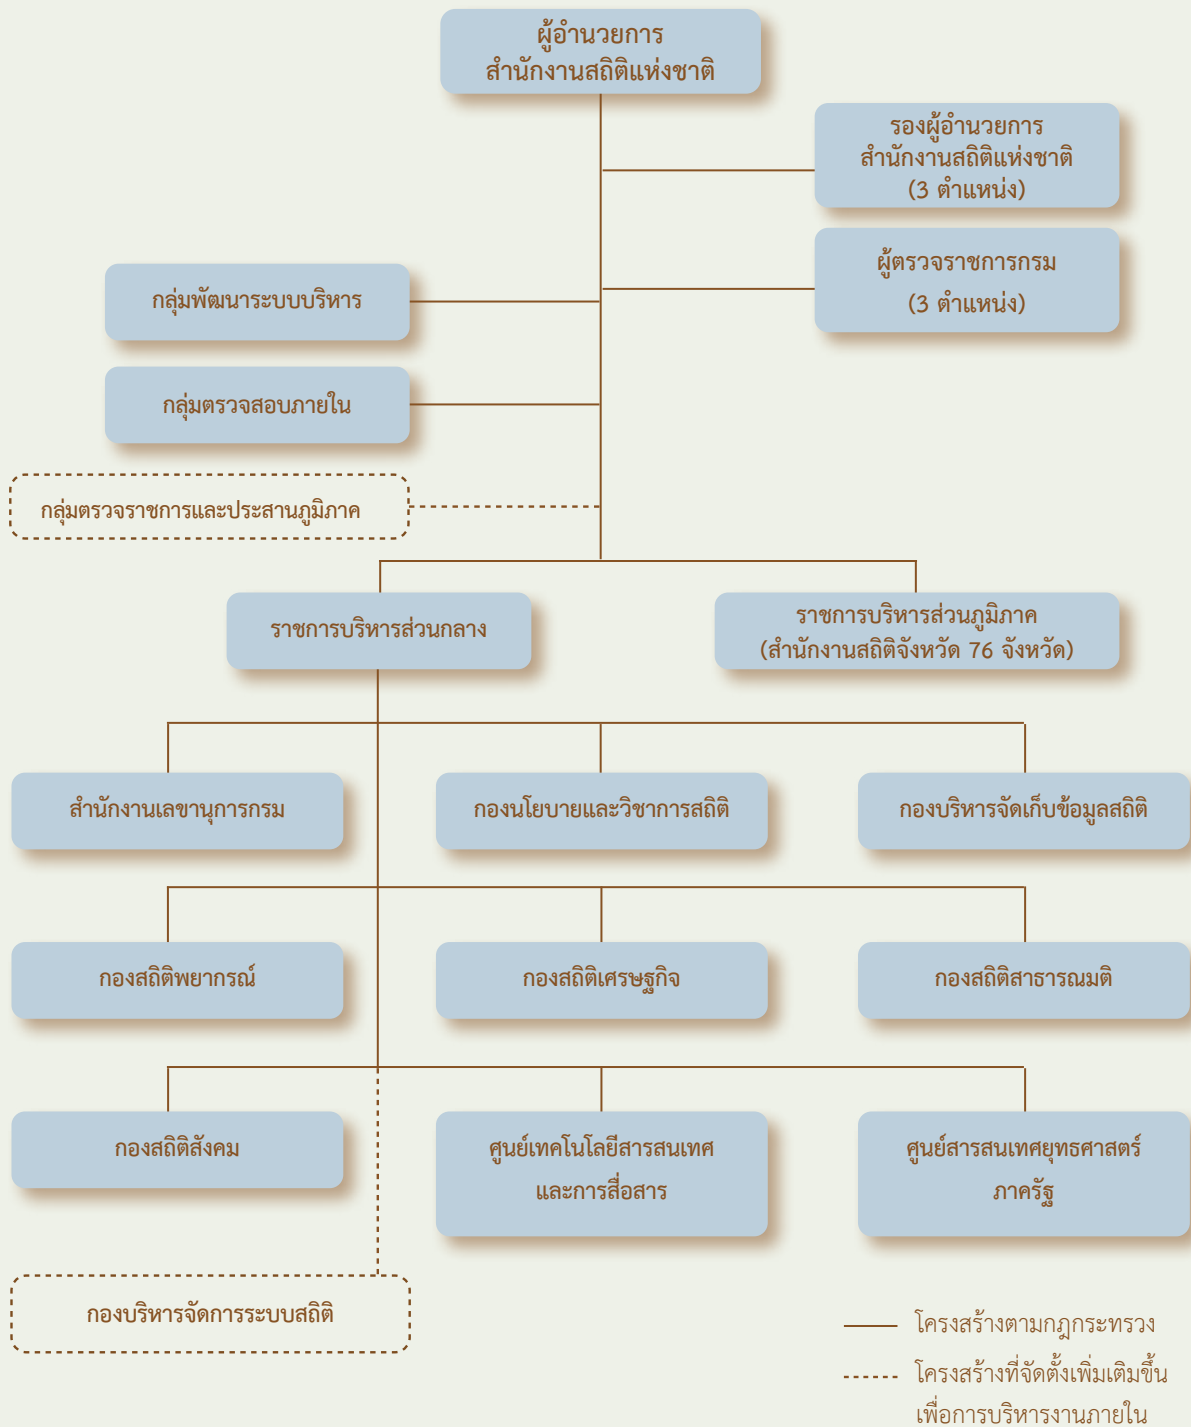 ผู้อำนวยการ
สำนักงานสถิติแห่งชาติ
รองผู้อำนวยการ
สำนักงานสถิติแห่งชาติ
(3 ตำแหน่ง)
ผู้ตรวจราชการกรม
(3 ตำแหน่ง)
กลุ่มพัฒนาระบบบริหาร
กลุ่มตรวจสอบภายใน
กลุ่มตรวจราชการและประสานภูมิภาค
ราชการบริหารส่วนกลาง
ราชการบริหารส่วนภูมิภาค
(สำนักงานสถิติจังหวัด 76 จังหวัด)
สำนักงานเลขานุการกรม
กองนโยบายและวิชาการสถิติ
กองบริหารจัดเก็บข้อมูลสถิติ
กองสถิติพยากรณ์
กองสถิติเศรษฐกิจ
กองสถิติสาธารณมติ
กองสถิติสังคม
ศูนย์เทคโนโลยีสารสนเทศ
และการสื่อสาร
ศูนย์สารสนเทศยุทธศาสตร์
ภาครัฐ
กองบริหารจัดการระบบสถิติ
โครงสร้างตามกฎกระทรวง
โครงสร้างที่จัดตั้งเพิ่มเติมขึ้น
เพื่อการบริหารงานภายใน